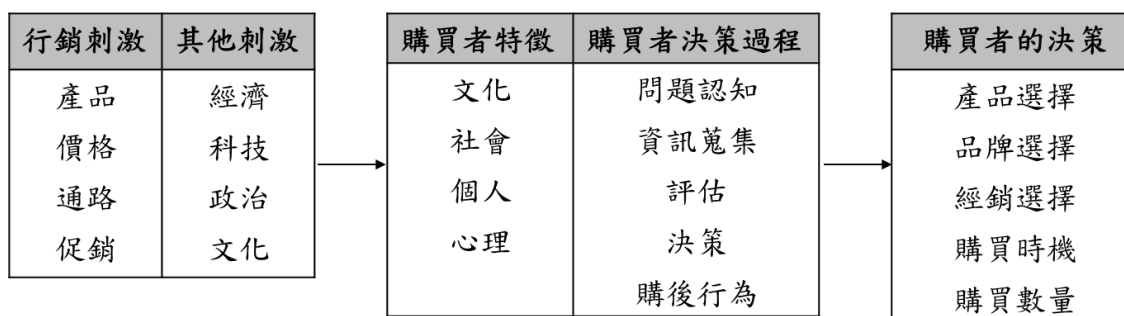 行銷刺激 其他刺激 購買者特徵 購買者決策過程 購買者的決策
產品 經濟 文化 問題認知 產品選擇
價格 科技 社會 資訊蒐集 品牌選擇
通路 政治 個人 評估 經銷選擇
促銷 文化 心理 決策 購買時機
購後行為 購買數量